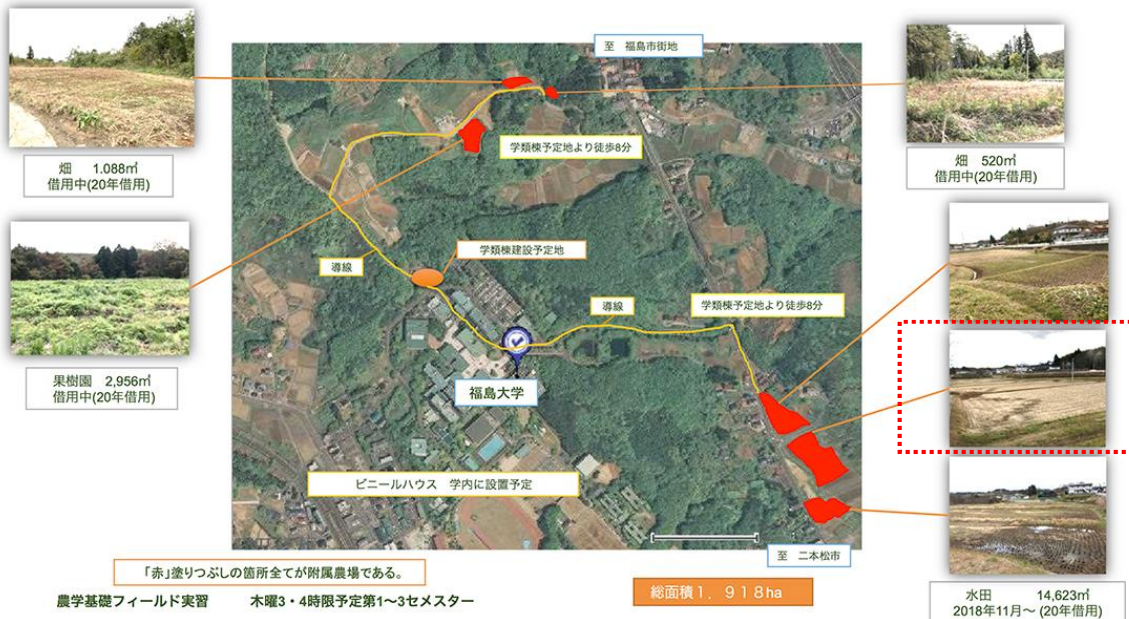 至 福島市街地
畑 1.088㎡
借用中(20年借用)
畑 520㎡
借用中(20年借用)
学類棟予定地より徒歩8分
学類棟建設予定地
導線
導線
学類棟予定地より徒歩8分
果樹園 2,956㎡
借用中(20年借用)
福島大学
ビニールハウス 学内に設置予定
至 二本松市
「赤」塗りつぶしの箇所全てが附属農場である。
農学基礎フィールド実習 木曜3・4時限予定第1～3セメスター
総面積1．918ha
水田 14,623㎡
2018年11月～ (20年借用)